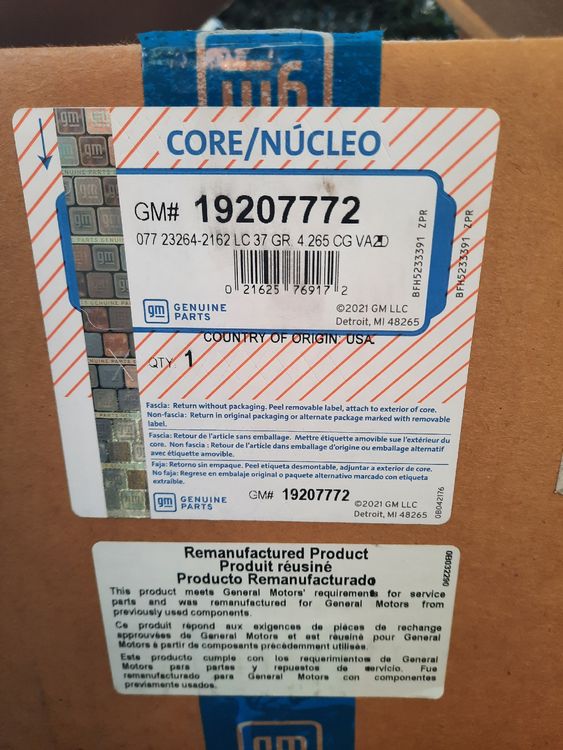 gm
CORE/NÚCLEO
GM# 19207772
077 23264-2162 LC 37 GR. 4.265 CG VA2D
0 21625 76917 2
gm GENUINE
PARTS
©2021 GM LLC
Detroit, MI 48265
BFH5233391 ZPR
BFH5233391 ZPR
COUNTRY OF ORIGIN: USA
QTY: 1
Fascia: Return without packaging. Peel removable label, attach to exterior of core.
Non-fascia: Return in original packaging or alternate package marked with removable
label.
Fascia: Retour de l'article sans emballage. Mettre étiquette amovible sue l'extérieur du
core. Non fascia : Retour de l'article dans emballage d'origine ou emballage alternatif
avec étiquette amovible.
Faja: Retorno sin empaque. Peel etiqueta desmontable, adjuntar a exterior de core.
No faja: Regrese en embalaje original o paquete alternativo marcado con etiqueta
extraíble.
gm GENUINE
PARTS
GM# 19207772
©2021 GM LLC
Detroit, MI 48265
0B042176
Remanufactured Product
Produit réusiné
Producto Remanufacturado
0B032290
This product meets General Motors' requirements for service
parts and was remanufactured for General Motors from
previously used components.
Ce produit répond aux exigences de pièces de rechange
approuvées de General Motors et est réusiné pour General
Motors à partir de composants précédemment utilisés.
Este producto cumple con los requerimientos de General
Motors para partes y repuestos de servicio. Fue
remanufacturado para General Motors con componentes
previamente usados.
gm